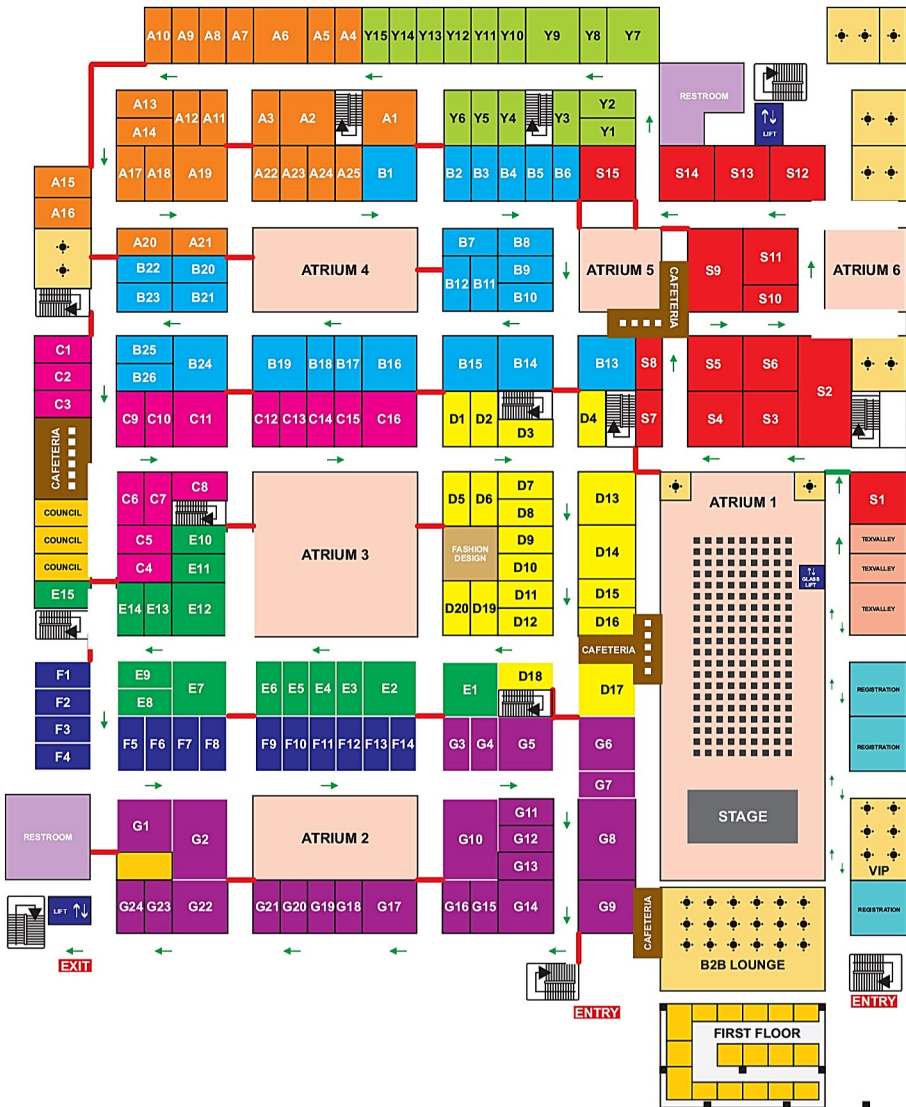 A10 A9 A8 A7 A6 A5 A4 Y15 Y14 Y13 Y12 Y11 Y10 Y9 Y8 Y7
RESTROOM
LIFT
A13 A12 A11 A3 A2 A1 Y6 Y5 Y4 Y3 Y2
A14 Y1
A15 A17 A18 A19 A22 A23 A24 A25 B1 B2 B3 B4 B5 B6 S15 S14 S13 S12
A16
A20 A21 ATRIUM 4 B7 B8 ATRIUM 5 S9 S11 ATRIUM 6
B22 B20 B12 B11 B9
B23 B21 B10 S10
CAFETERIA
C1 B25 B24 B19 B18 B17 B16 B15 B14 B13 S8 S5 S6 S2
C2 B26
C3 C9 C10 C11 C12 C13 C14 C15 C16 D1 D2 D3 D4 S7 S4 S3
CAFETERIA
C6 C7 C8 ATRIUM 3 D5 D6 D7 D13 ATRIUM 1 S1
COUNCIL D8
COUNCIL C5 E10 FASHION DESIGN D9 D14 TEXVALLEY
COUNCIL C4 E11 D10 TEXVALLEY
GLASS LIFT
E15 E14 E13 E12 D20 D19 D11 D15 TEXVALLEY
D12 D16
CAFETERIA
F1 E9 E7 E6 E5 E4 E3 E2 E1 D18 D17 REGISTRATION
F2 E8
F3 F5 F6 F7 F8 F9 F10 F11 F12 F13 F14 G3 G4 G5 G6 REGISTRATION
F4
G7
RESTROOM G1 G2 ATRIUM 2 G10 G11 G8 STAGE
G12
G13 VIP
LIFT G24 G23 G22 G21 G20 G19 G18 G17 G16 G15 G14 G9 CAFETERIA REGISTRATION
EXIT B2B LOUNGE
ENTRY ENTRY
FIRST FLOOR